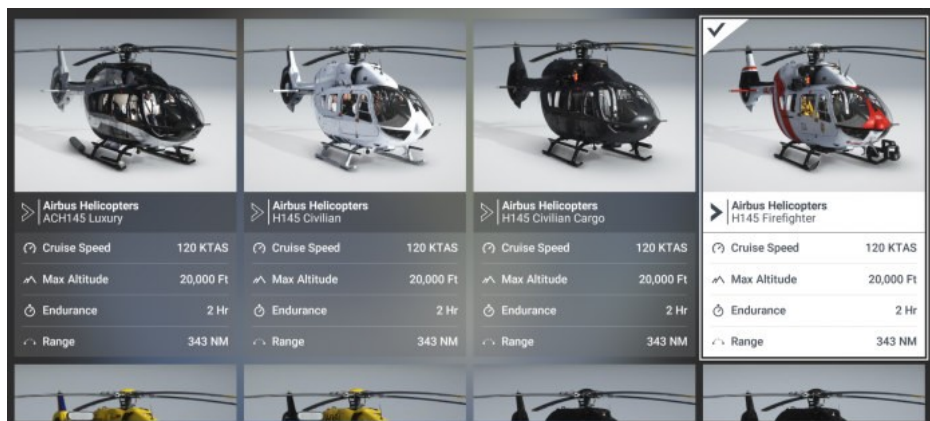 Airbus Helicopters
ACH145 Luxury
Cruise Speed 120 KTAS
Max Altitude 20,000 Ft
Endurance 2 Hr
Range 343 NM
Airbus Helicopters
H145 Civilian
Cruise Speed 120 KTAS
Max Altitude 20,000 Ft
Endurance 2 Hr
Range 343 NM
Airbus Helicopters
H145 Civilian Cargo
Cruise Speed 120 KTAS
Max Altitude 20,000 Ft
Endurance 2 Hr
Range 343 NM
Airbus Helicopters
H145 Firefighter
Cruise Speed 120 KTAS
Max Altitude 20,000 Ft
Endurance 2 Hr
Range 343 NM